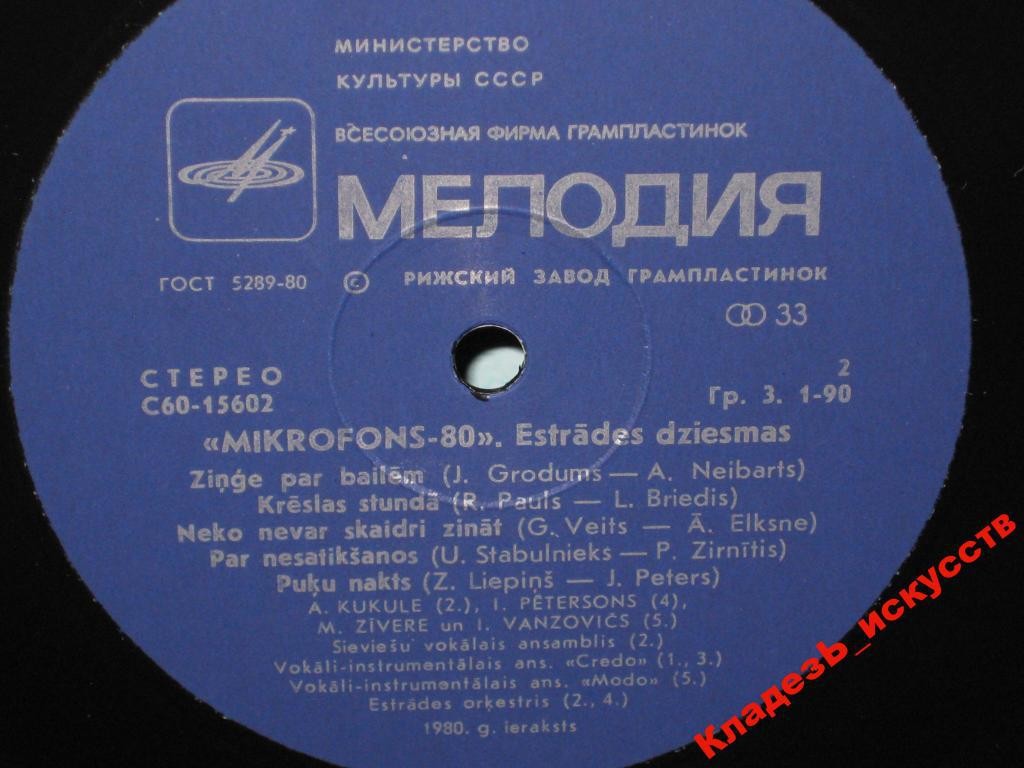 МИНИСТЕРСТВО
КУЛЬТУРЫ СССР
ВСЕСОЮЗНАЯ ФИРМА ГРАМПЛАСТИНОК
МЕЛОДИЯ
ГОСТ 5289-80 © РИЖСКИЙ ЗАВОД ГРАМПЛАСТИНОК
33
СТЕРЕО 2
С60-15602 Гр. 3. 1-90
«MIKROFONS-80». Estrādes dziesmas
Ziņģe par bailēm (J. Grodums — A. Neibarts)
Krēslas stundā (R. Pauls — L. Briedis)
Neko nevar skaidri zināt (G. Veits — Ā. Elksne)
Par nesatikšanos (U. Stabulnieks — P. Zirnītis)
Puķu nakts (Z. Liepiņš — J. Peters)
A. KUKULE (2.), I. PĒTERSONS (4),
M. ZĪVERE un I. VANZOVIČS (5.)
Sieviešu vokālais ansamblis (2.)
Vokāli-instrumentālais ans. «Credo» (1., 3.)
Vokāli-instrumentālais ans. «Modo» (5.)
Estrādes orķestris (2., 4.)
1980. g. ieraksts
Кладезь_искусств